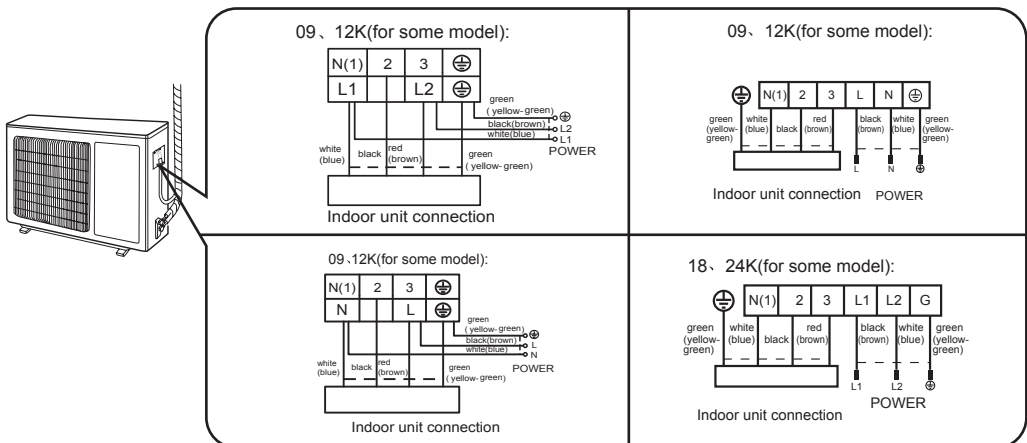 09、12K(for some model):
N(1) 2 3
L1 L2
green
( yellow- green)
black(brown) L2
white(blue) L1
POWER
white
(blue)
black
red
(brown)
green
( yellow-green)
Indoor unit connection
09、12K(for some model):
N(1) 2 3 L N
green
(yellow-
green)
white
(blue)
black
red
(brown)
black
(brown)
white
(blue)
green
(yellow-
green)
L N
Indoor unit connection POWER
09、12K(for some model):
N(1) 2 3
N L
green
( yellow- green)
black(brown) L
white(blue) N
POWER
white
(blue)
black
red
(brown)
green
( yellow- green)
Indoor unit connection
18、24K(for some model):
N(1) 2 3 L1 L2 G
green
(yellow-
green)
white
(blue)
black
red
(brown)
black
(brown)
white
(blue)
green
(yellow-
green)
L1 L2
POWER
Indoor unit connection